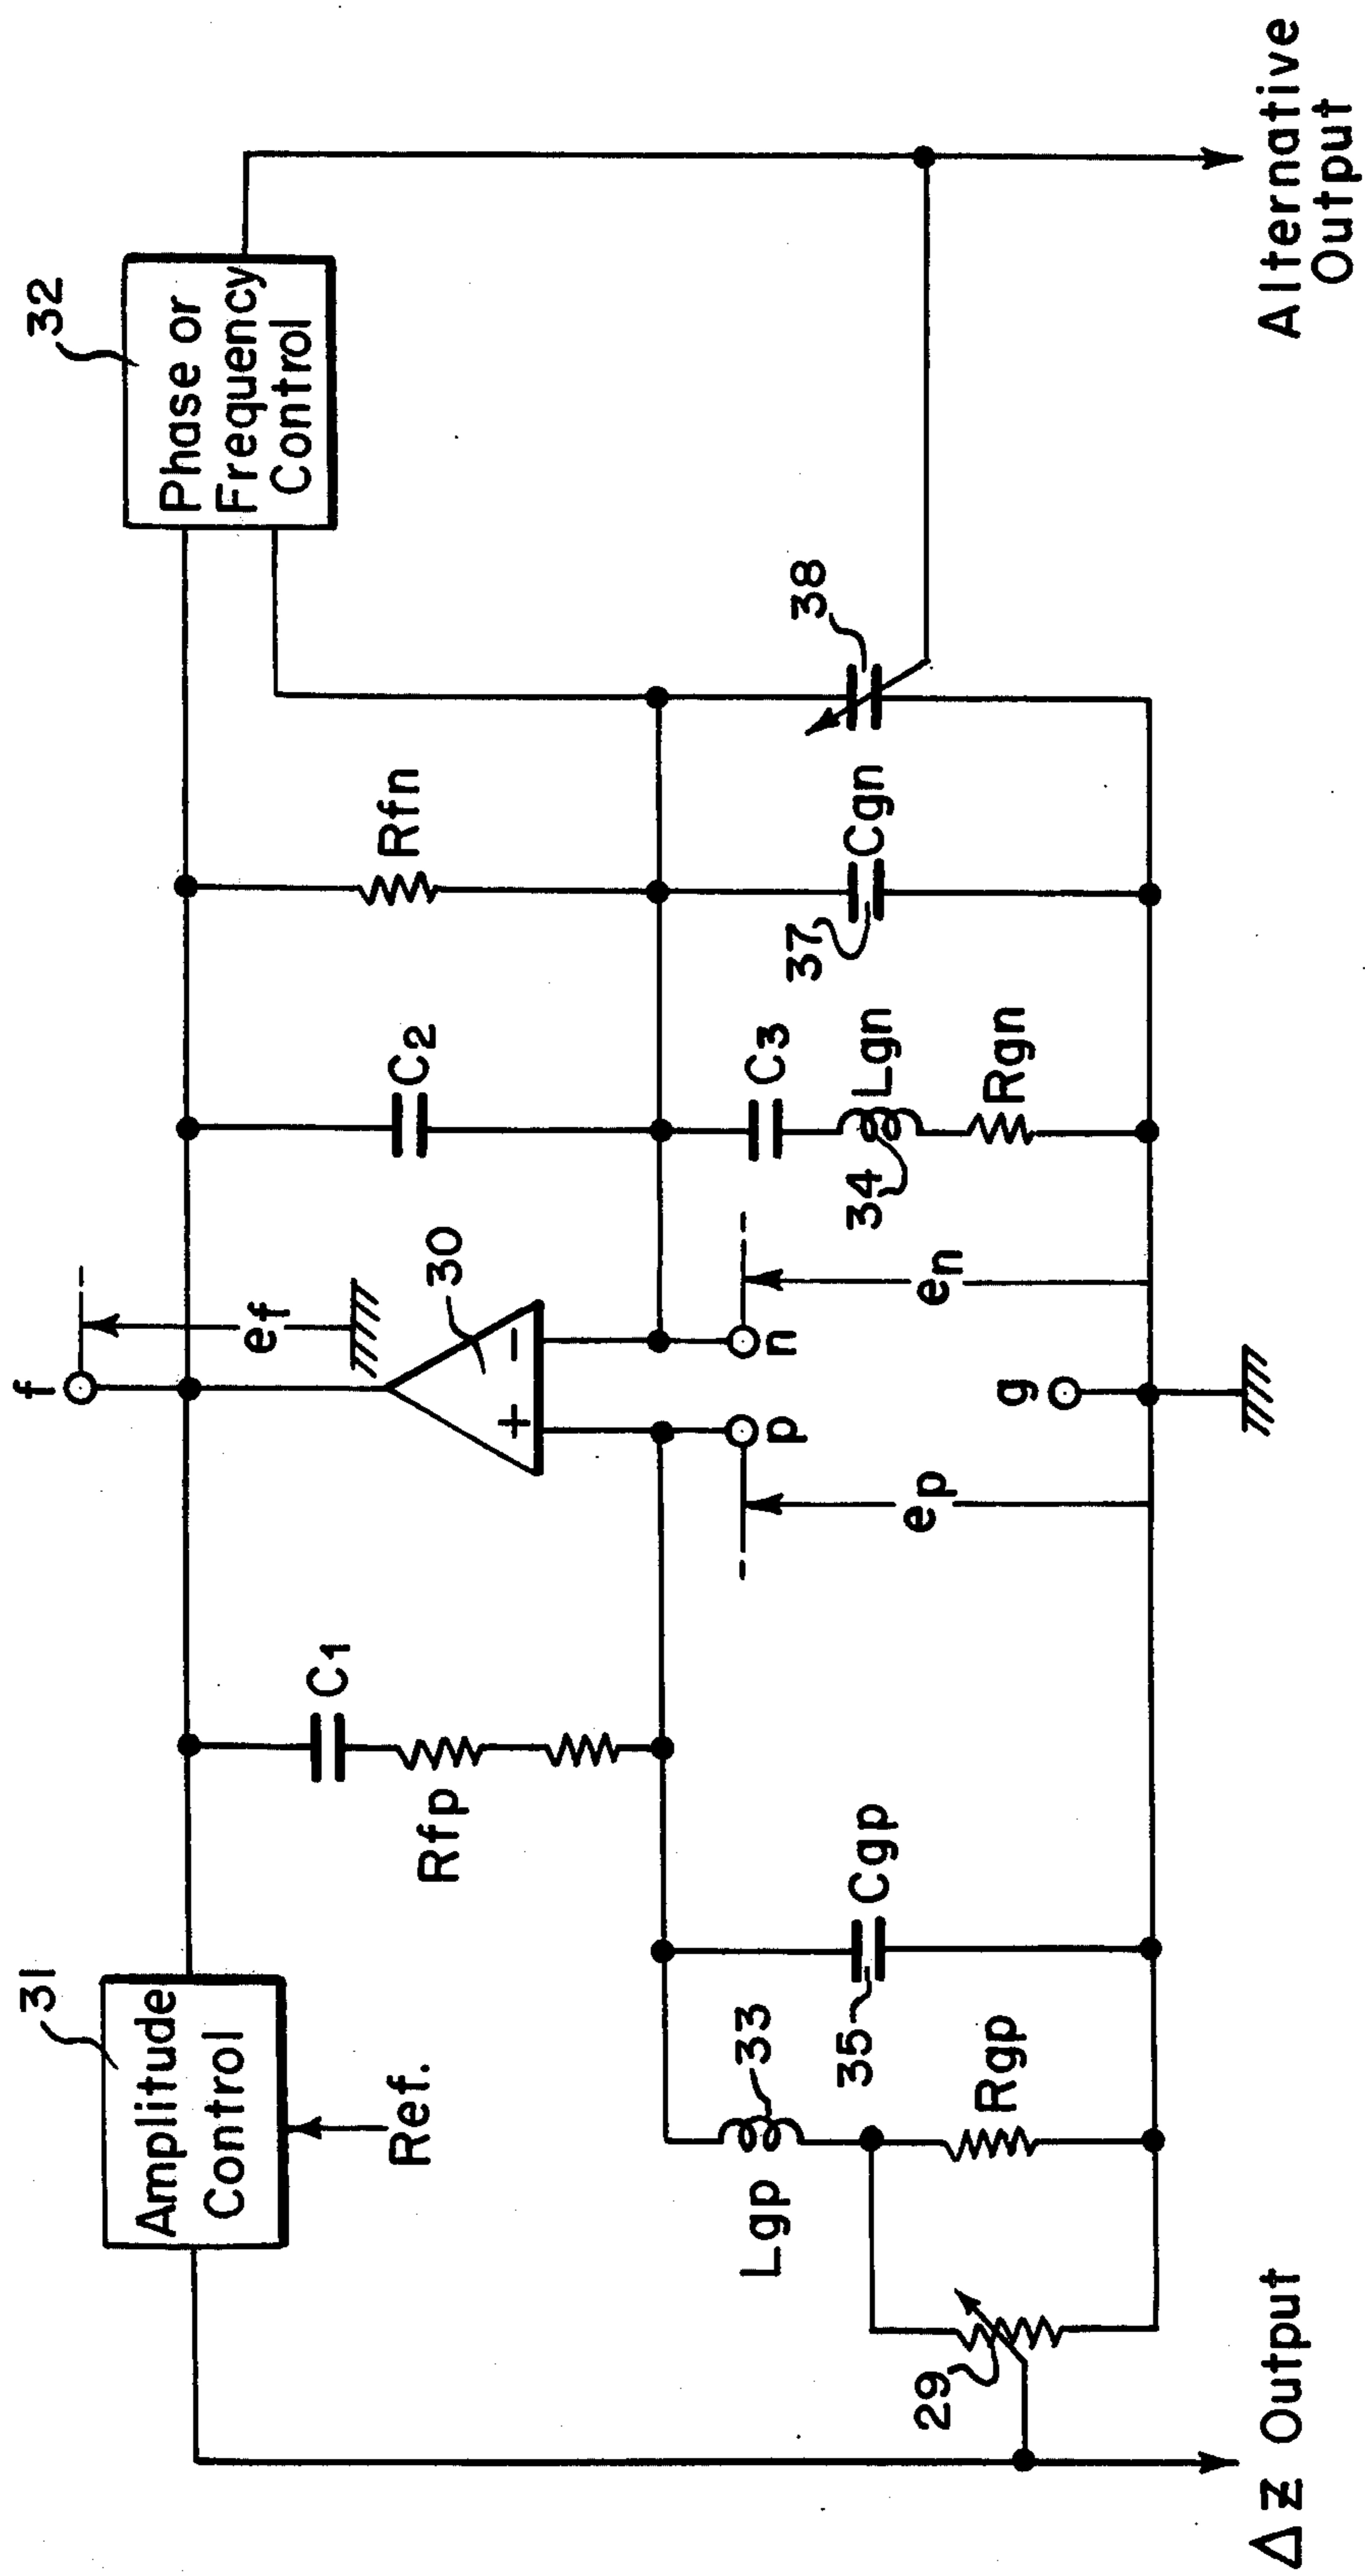 31
Amplitude
Control
Ref.
f
ef
32
Phase or
Frequency
Control
C1
Rfp
30
+
−
C2
Rfn
p
n
ep
en
g
Lgp
33
35
Cgp
Rgp
29
C3
34
Lgn
Rgn
37
Cgn
38
ΔZ Output
Alternative
Output